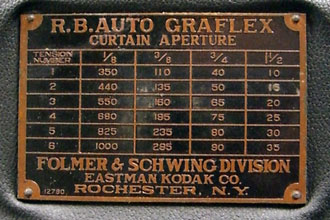 R.B. AUTO GRAFLEX
CURTAIN APERTURE
TENSION NUMBER 1/8 3/8 3/4 1 1/2
1 350 110 40 10
2 440 135 50 15
3 550 160 65 20
4 680 195 75 25
5 825 235 80 30
6 1000 295 90 35
FOLMER & SCHWING DIVISION
EASTMAN KODAK CO.
12790 ROCHESTER, N.Y.